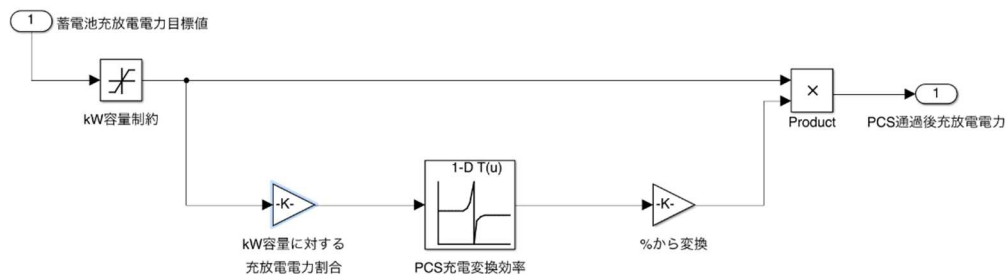 1
蓄電池充放電電力目標値
kW容量制約
×
Product
1
PCS通過後充放電電力
-K-
kW容量に対する
充放電電力割合
1-D T(u)
PCS充電変換効率
-K-
%から変換